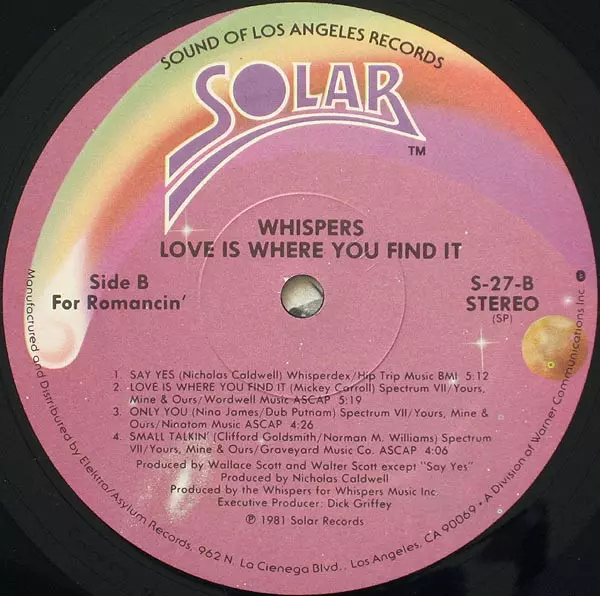 SOUND OF LOS ANGELES RECORDS
SOLAR
TM
WHISPERS
LOVE IS WHERE YOU FIND IT
Side B
For Romancin'
S-27-B
STEREO
(SP)
1. SAY YES (Nicholas Caldwell) Whisperdex/Hip Trip Music BMI 5:12
2. LOVE IS WHERE YOU FIND IT (Mickey Carroll) Spectrum VII/Yours,
Mine & Ours/Wordwell Music ASCAP 5:19
3. ONLY YOU (Nino James/Dub Putnam) Spectrum VII/Yours, Mine &
Ours/Ninatom Music ASCAP 4:26
4. SMALL TALKIN' (Clifford Goldsmith/Norman M. Williams) Spectrum
VII/Yours, Mine & Ours/Graveyard Music Co. ASCAP 4:06
Produced by Wallace Scott and Walter Scott except "Say Yes"
Produced by Nicholas Caldwell
Produced by the Whispers for Whispers Music Inc.
Executive Producer: Dick Griffey
℗ 1981 Solar Records
Manufactured and Distributed by Elektra/Asylum Records, 962 N. La Cienega Blvd., Los Angeles, CA 90069 • A Division of Warner Communications Inc.